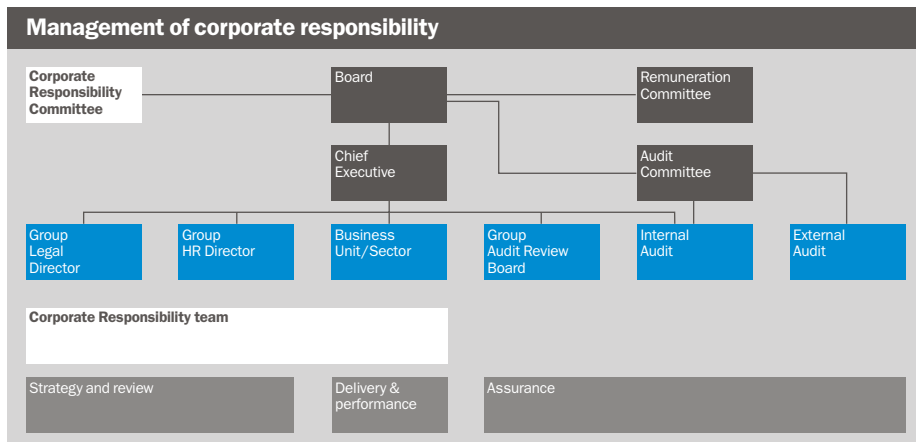 Management of corporate responsibility
Corporate
Responsibility
Committee
Board
Remuneration
Committee
Chief
Executive
Audit
Committee
Group
Legal
Director
Group
HR Director
Business
Unit/Sector
Group
Audit Review
Board
Internal
Audit
External
Audit
Corporate Responsibility team
Strategy and review
Delivery &
performance
Assurance